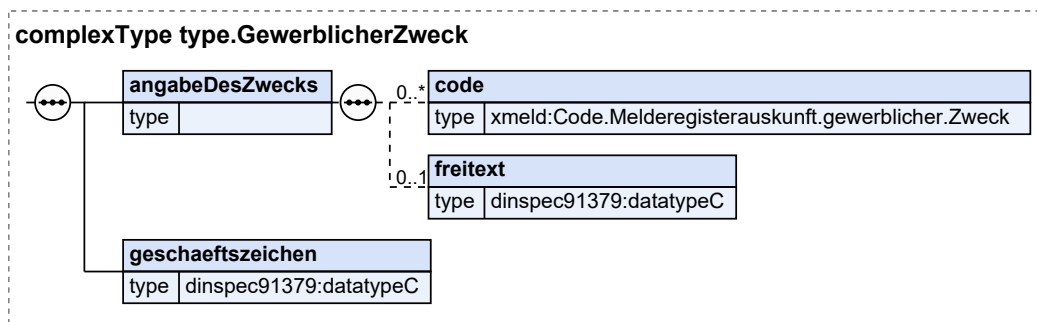 complexType type.GewerblicherZweck
angabeDesZwecks
type
0..* code
type xmeld:Code.Melderegisterauskunft.gewerblicher.Zweck
0..1 freitext
type dinspec91379:datatypeC
geschaeftszeichen
type dinspec91379:datatypeC